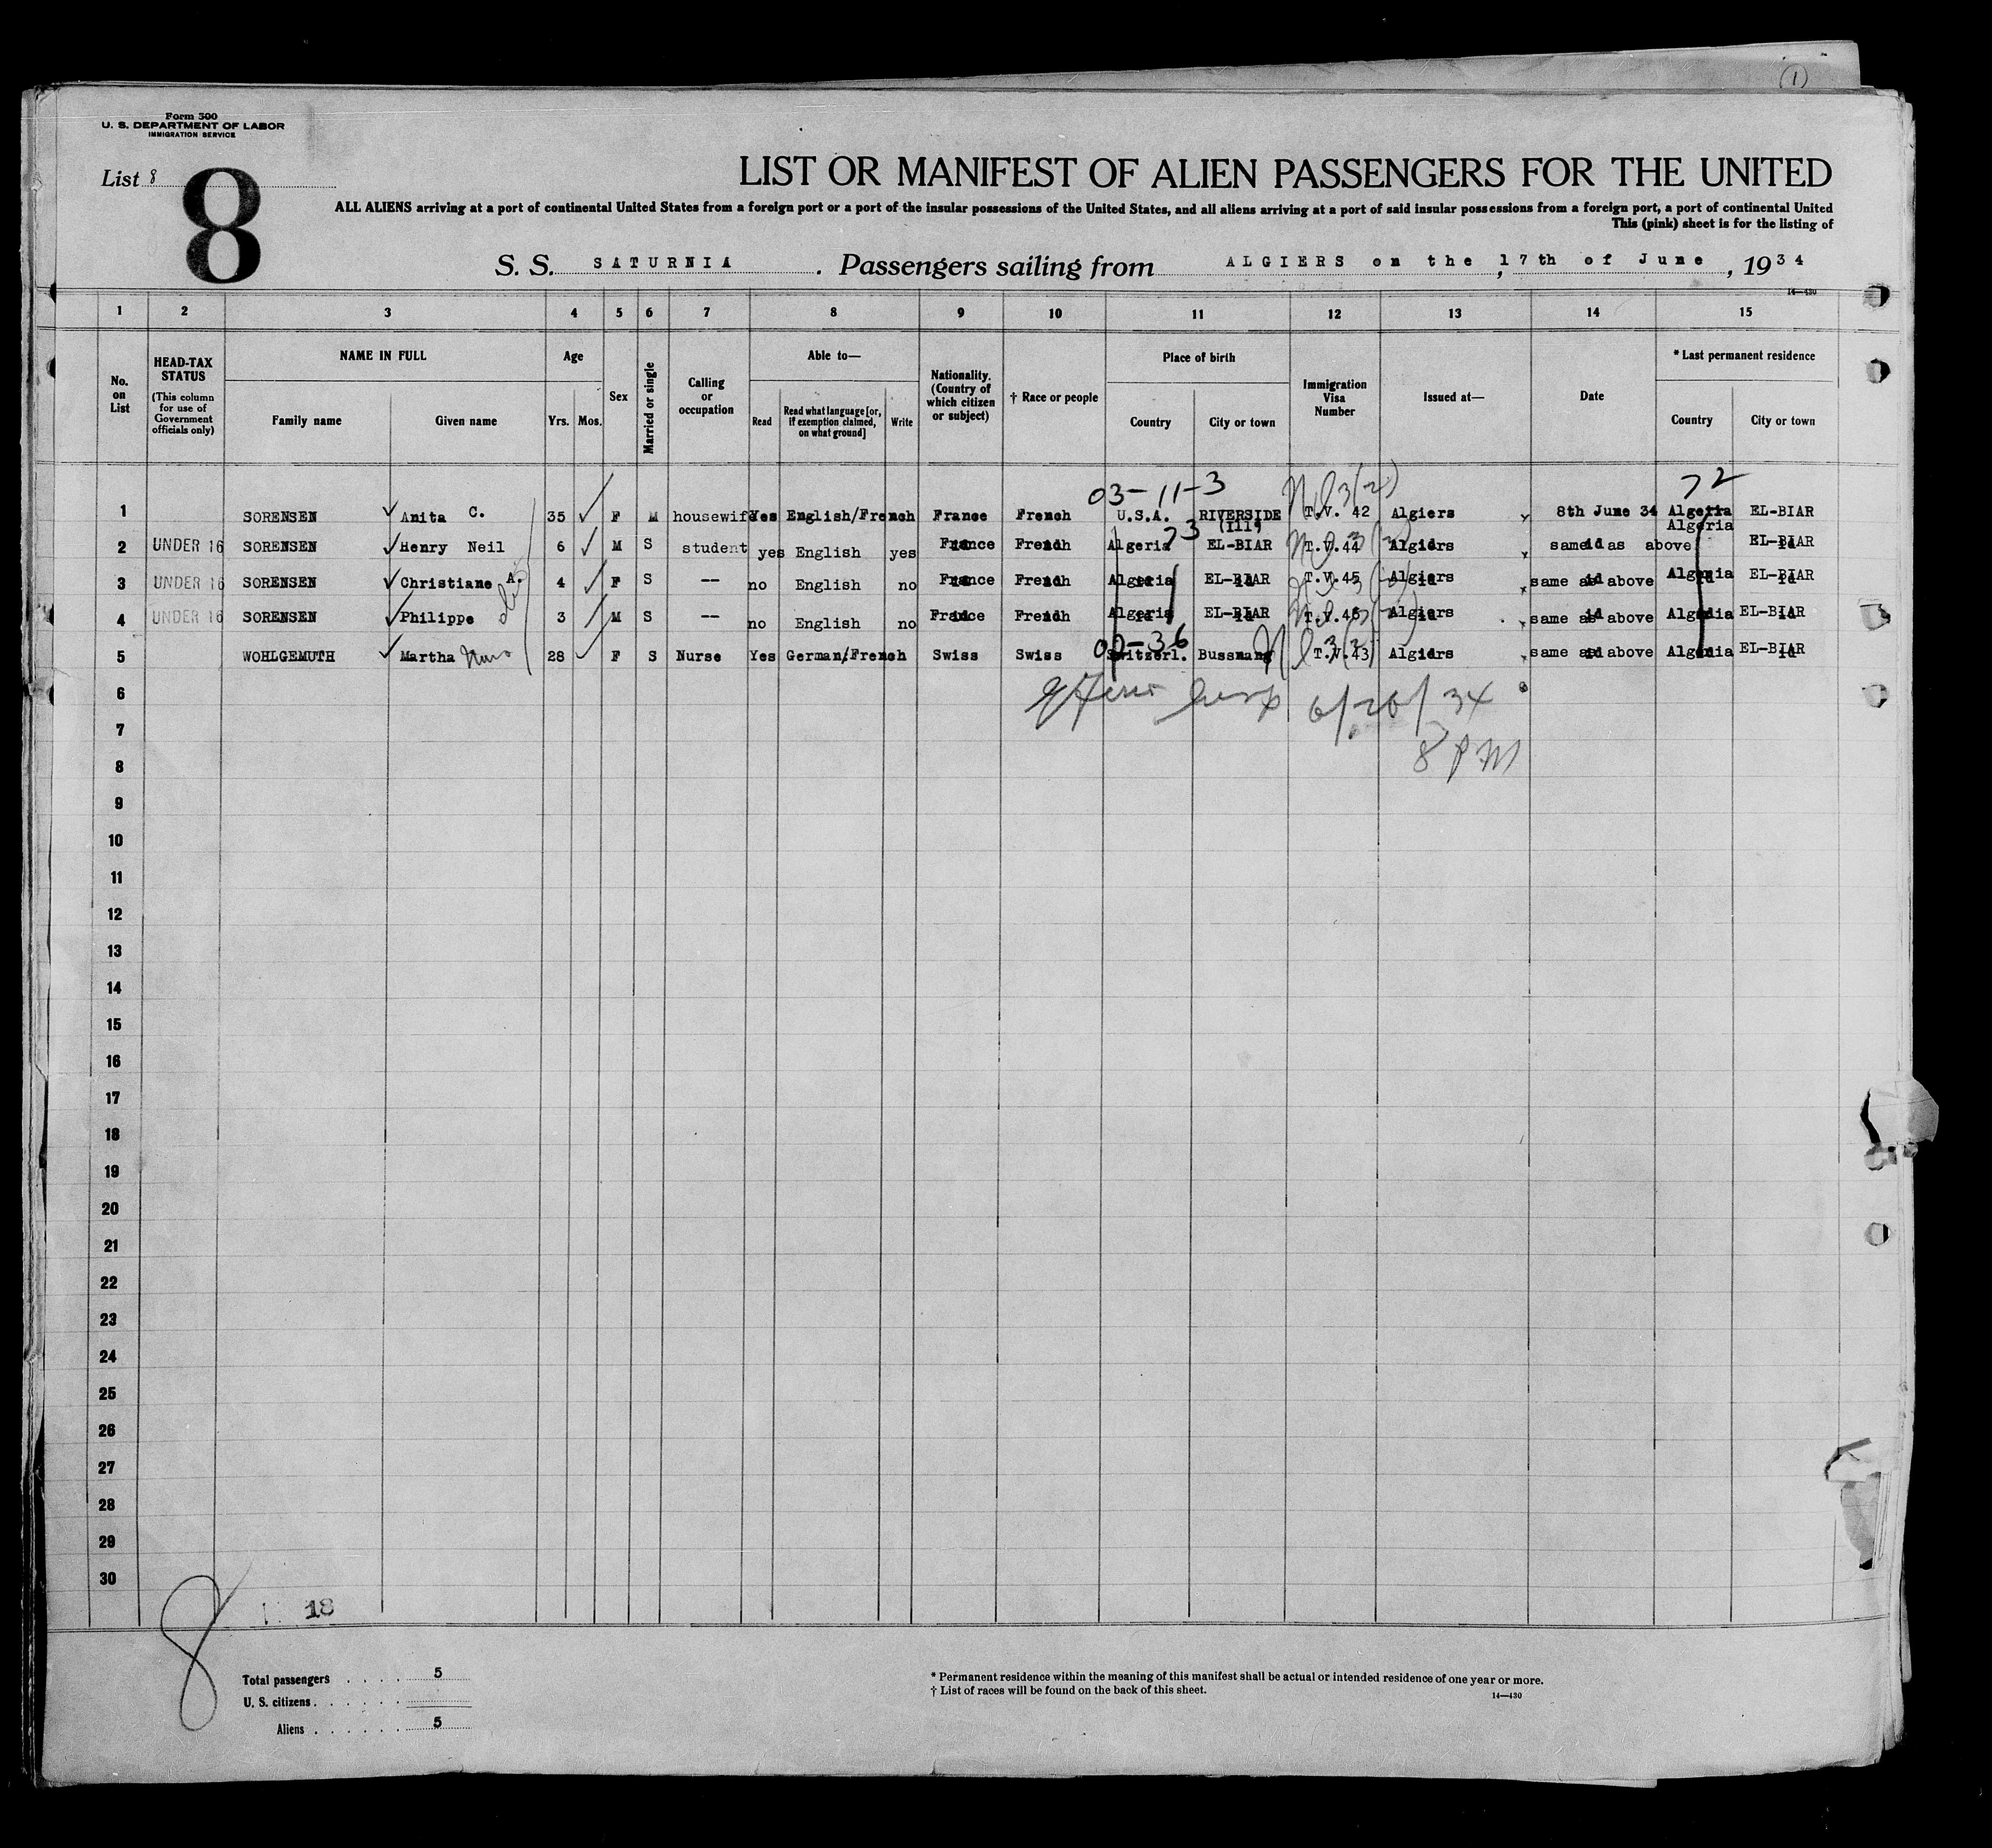 (1)
Form 500
U. S. DEPARTMENT OF LABOR
IMMIGRATION SERVICE
List 8
8
LIST OR MANIFEST OF ALIEN PASSENGERS FOR THE UNITED
ALL ALIENS arriving at a port of continental United States from a foreign port or a port of the insular possessions of the United States, and all aliens arriving at a port of said insular possessions from a foreign port, a port of continental United
This (pink) sheet is for the listing of
S. S. SATURNIA . Passengers sailing from ALGIERS on the , 17th of June , 1934
14—430
1 2 3 4 5 6 7 8 9 10 11 12 13 14 15
No. on List
HEAD-TAX STATUS (This column for use of Government officials only)
NAME IN FULL
Family name Given name
Age
Yrs. Mos.
Sex
Married or single
Calling or occupation
Able to—
Read Read what language [or, if exemption claimed, on what ground] Write
Nationality. (Country of which citizen or subject)
† Race or people
Place of birth
Country City or town
Immigration Visa Number
Issued at—
Date
* Last permanent residence
Country City or town
03-11-3 72
1 SORENSEN Anita C. 35 F M housewife Yes English/French France French U.S.A. RIVERSIDE (Ill) T.V. 42 Algiers 8th June 34 Algeria EL-BIAR
2 UNDER 16 SORENSEN Henry Neil 6 M S student yes English yes France French Algeria 73 EL-BIAR T.V.44 Algiers same as above Algeria EL-BIAR
3 UNDER 16 SORENSEN Christiane A. 4 F S -- no English no France French Algeria EL-BIAR T.V.45 Algiers same as above Algeria EL-BIAR
4 UNDER 16 SORENSEN Philippe 3 M S -- no English no France French Algeria EL-BIAR T.V.46 Algiers same as above Algeria EL-BIAR
5 WOHLGEMUTH Martha 28 F S Nurse Yes German/French Swiss Swiss Switzerl. Bussnang T.V.43 Algiers same as above Algeria EL-BIAR
6 6/26/34
7 8 PM
8
9
10
11
12
13
14
15
16
17
18
19
20
21
22
23
24
25
26
27
28
29
30
8 18
Total passengers . . . . 5
U. S. citizens . . . . . .
Aliens . . . . . . 5
* Permanent residence within the meaning of this manifest shall be actual or intended residence of one year or more.
† List of races will be found on the back of this sheet.
14—430